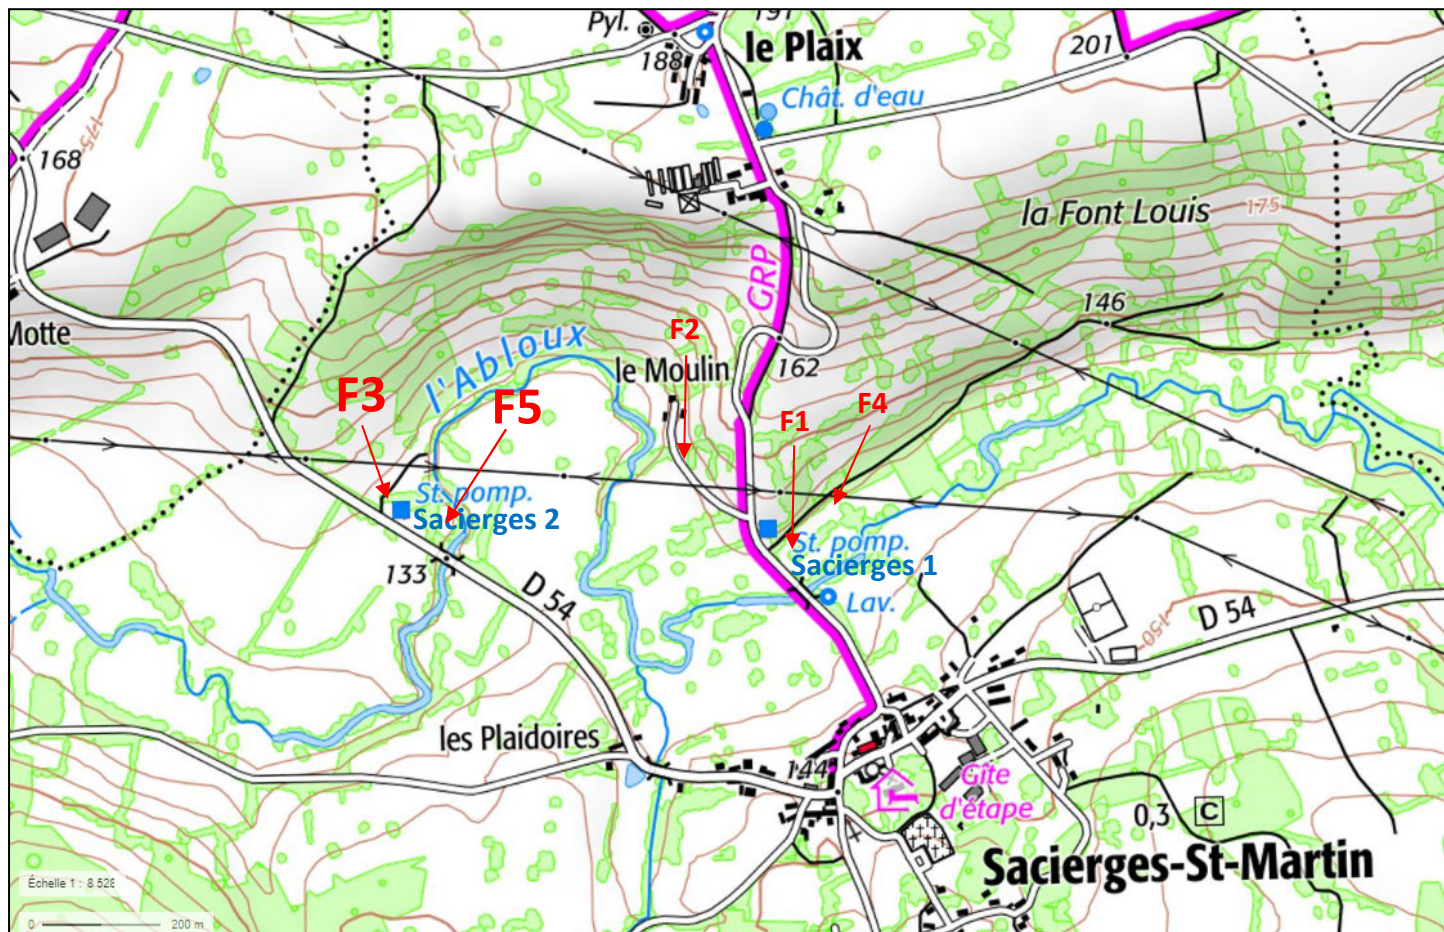 Pyl.
191
188
le Plaix
201
Chât. d'eau
175
168
la Font Louis
175
GRP
146
Motte
l'Abloux
F2
le Moulin
162
F3
F5
F1
F4
St. pomp.
Sacierges 2
St. pomp.
Sacierges 1
133
D 54
Lav.
D 54
150
les Plaidoires
144
Gîte
d'étape
0,3
C
Sacierges-St-Martin
Échelle 1 : 8 528
0
200 m